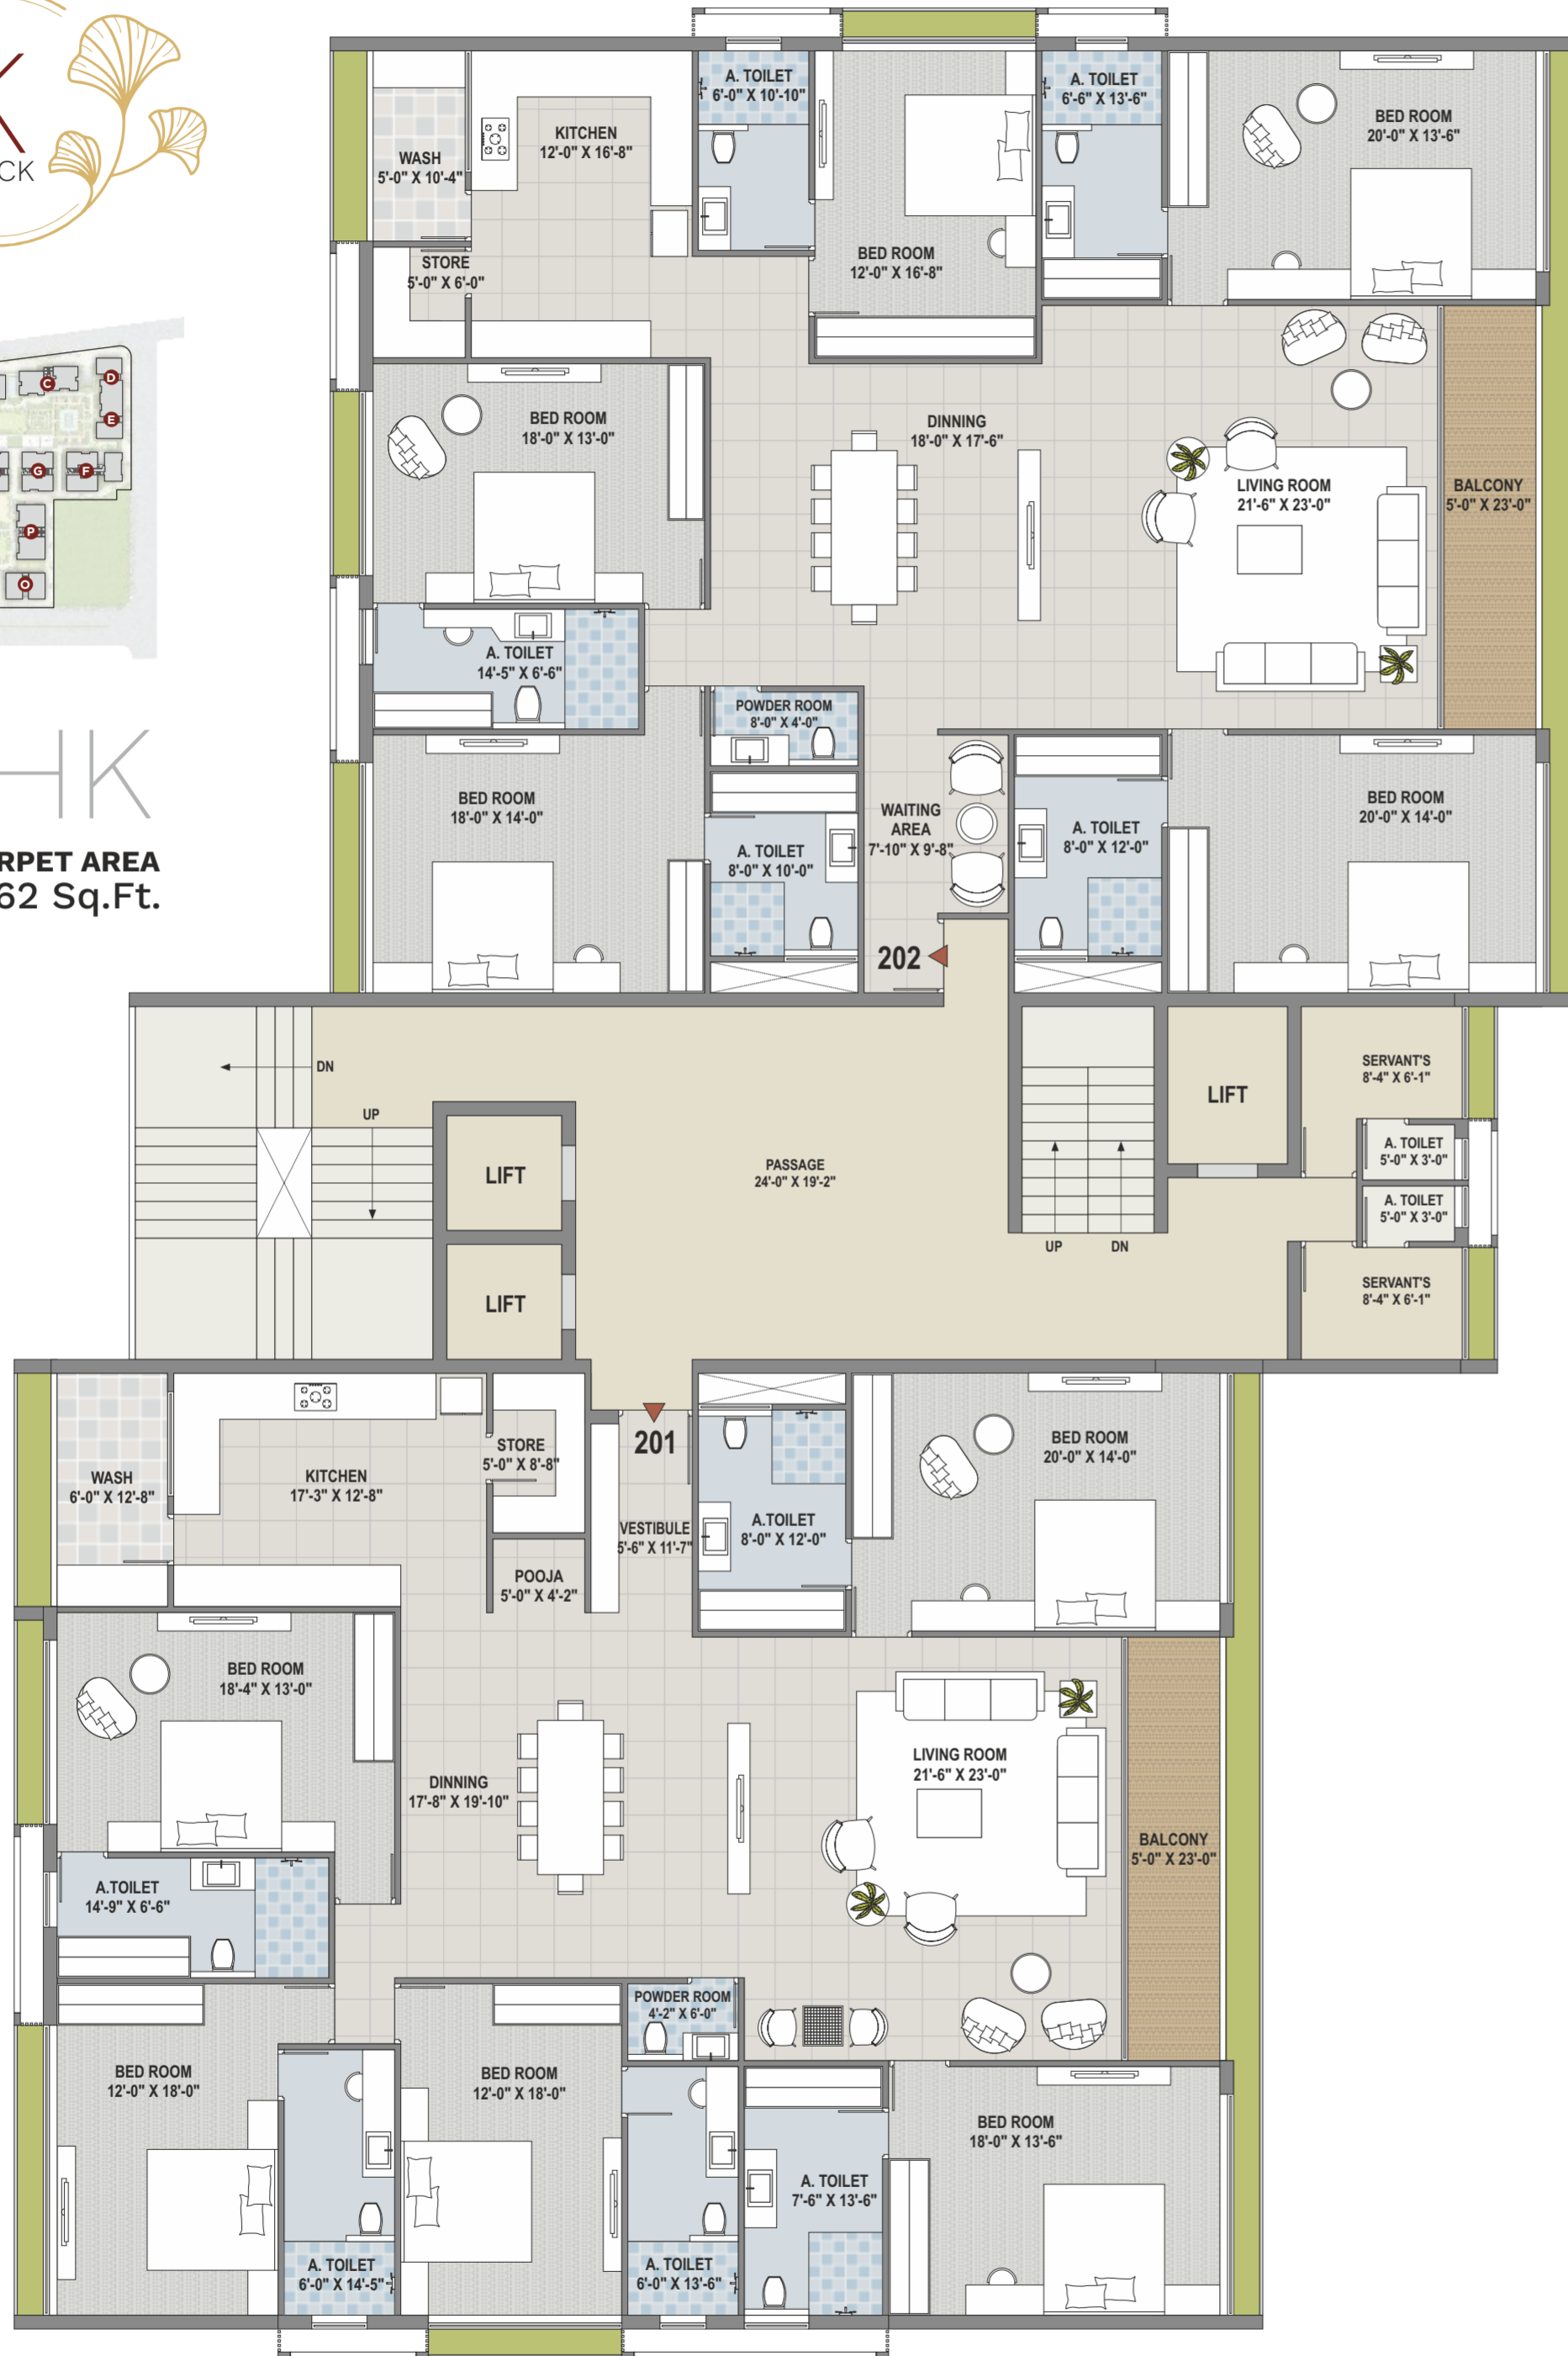 K
CK
C
D
E
G
F
P
O
HK
RPET AREA
62 Sq.Ft.
A. TOILET
6'-0" X 10'-10"
A. TOILET
6'-6" X 13'-6"
BED ROOM
20'-0" X 13'-6"
KITCHEN
12'-0" X 16'-8"
WASH
5'-0" X 10'-4"
BED ROOM
12'-0" X 16'-8"
STORE
5'-0" X 6'-0"
BED ROOM
18'-0" X 13'-0"
DINNING
18'-0" X 17'-6"
LIVING ROOM
21'-6" X 23'-0"
BALCONY
5'-0" X 23'-0"
A. TOILET
14'-5" X 6'-6"
POWDER ROOM
8'-0" X 4'-0"
BED ROOM
18'-0" X 14'-0"
A. TOILET
8'-0" X 10'-0"
WAITING
AREA
7'-10" X 9'-8"
A. TOILET
8'-0" X 12'-0"
BED ROOM
20'-0" X 14'-0"
202
DN
UP
LIFT
LIFT
PASSAGE
24'-0" X 19'-2"
UP
DN
LIFT
SERVANT'S
8'-4" X 6'-1"
A. TOILET
5'-0" X 3'-0"
A. TOILET
5'-0" X 3'-0"
SERVANT'S
8'-4" X 6'-1"
201
WASH
6'-0" X 12'-8"
KITCHEN
17'-3" X 12'-8"
STORE
5'-0" X 8'-8"
VESTIBULE
5'-6" X 11'-7"
POOJA
5'-0" X 4'-2"
A.TOILET
8'-0" X 12'-0"
BED ROOM
20'-0" X 14'-0"
BED ROOM
18'-4" X 13'-0"
DINNING
17'-8" X 19'-10"
LIVING ROOM
21'-6" X 23'-0"
BALCONY
5'-0" X 23'-0"
A.TOILET
14'-9" X 6'-6"
POWDER ROOM
4'-2" X 6'-0"
BED ROOM
12'-0" X 18'-0"
BED ROOM
12'-0" X 18'-0"
BED ROOM
18'-0" X 13'-6"
A. TOILET
7'-6" X 13'-6"
A. TOILET
6'-0" X 14'-5"
A. TOILET
6'-0" X 13'-6"